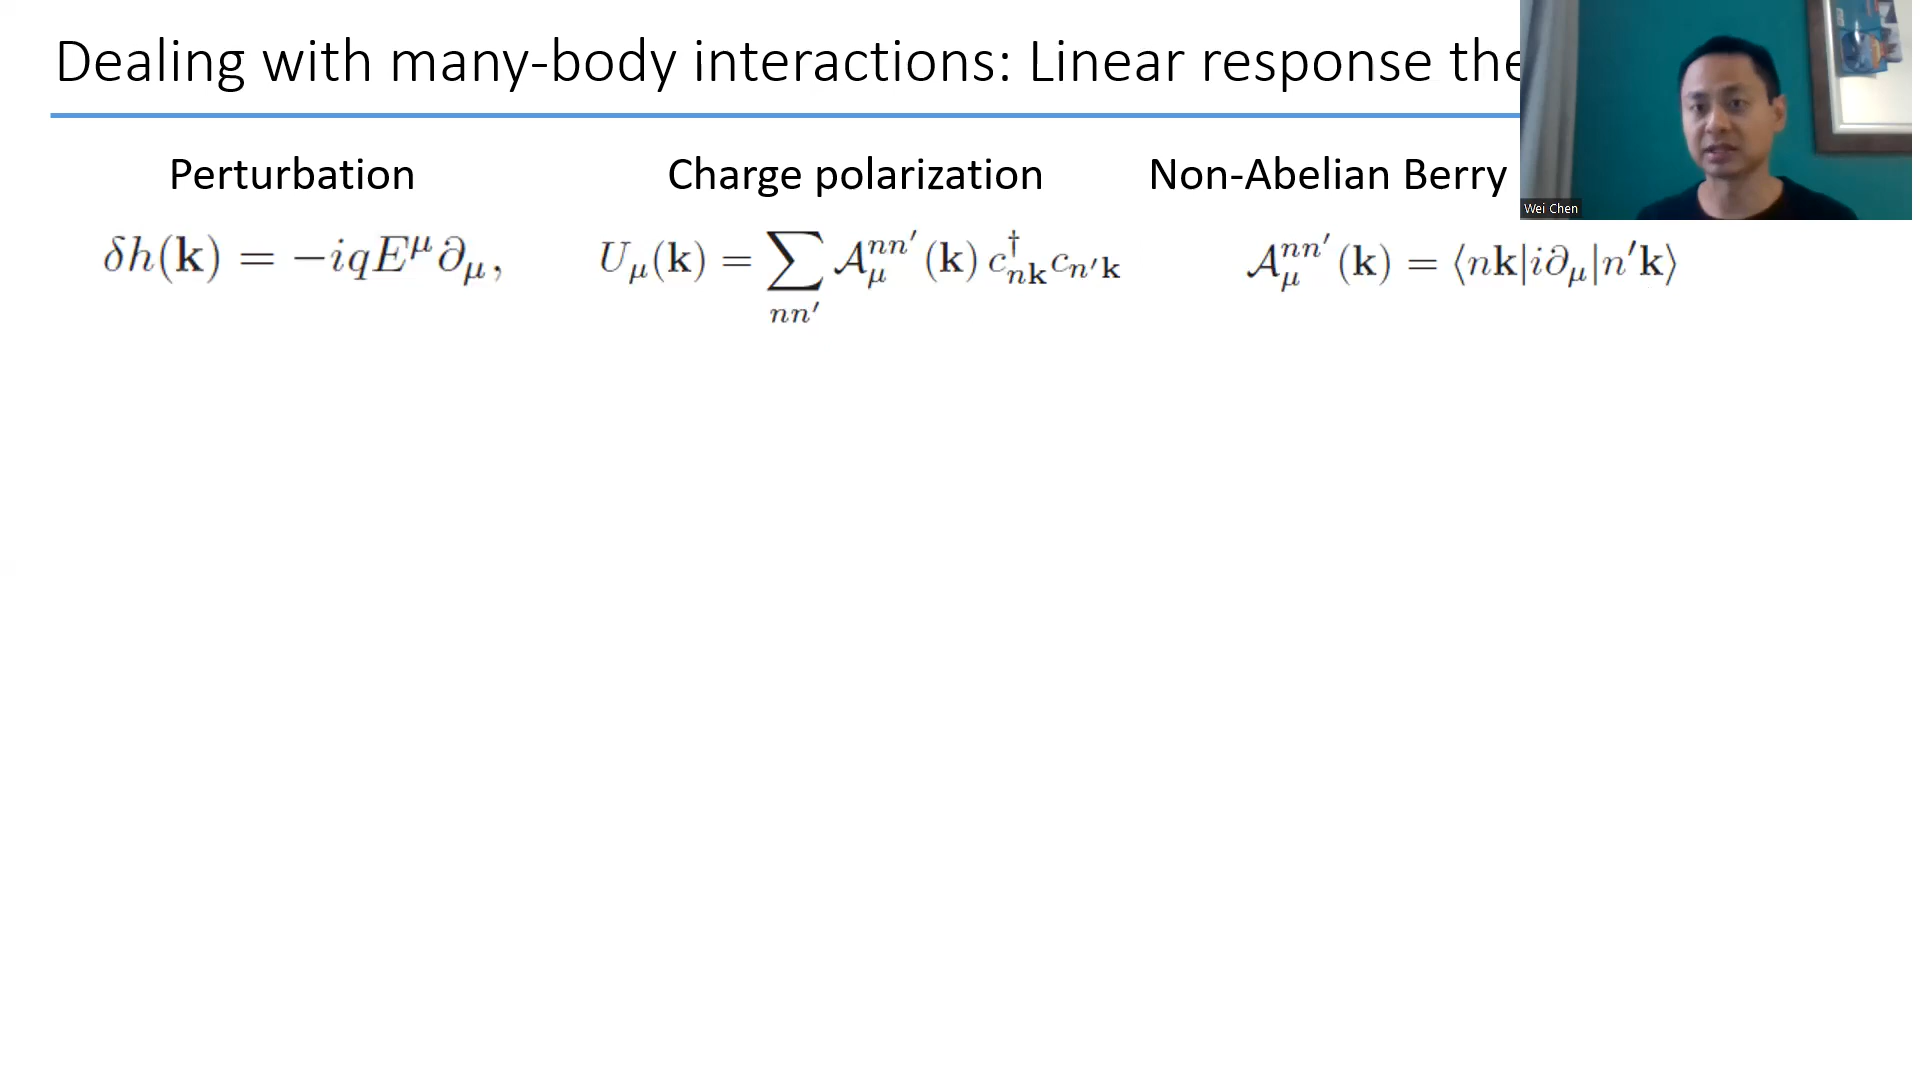 Dealing with many-body interactions: Linear response the
Wei Chen
Perturbation Charge polarization Non-Abelian Berry
δh(𝐤) = −iqE^μ ∂_μ, U_μ(𝐤) = ∑_{nn′} 𝒜_μ^{nn′}(𝐤) c†_{n𝐤} c_{n′𝐤} 𝒜_μ^{nn′}(𝐤) = ⟨n𝐤|i∂_μ|n′𝐤⟩